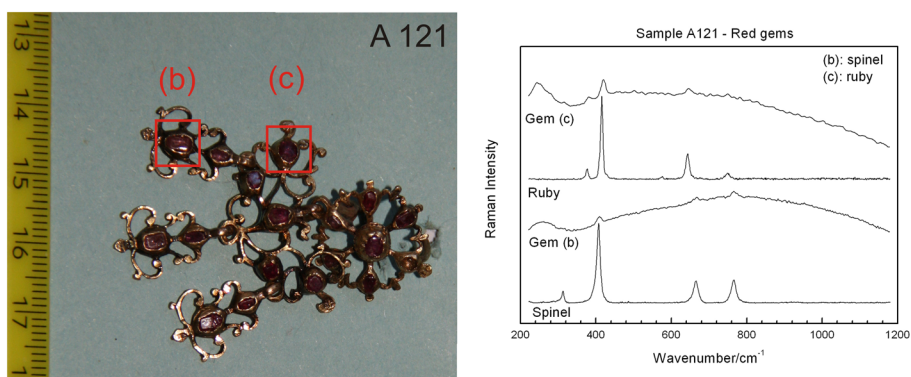 A 121
(b)
(c)
13
14
15
16
17
1
Sample A121 - Red gems
(b): spinel
(c): ruby
Gem (c)
Ruby
Gem (b)
Spinel
Raman Intensity
200 400 600 800 1000 1200
Wavenumber/cm-1